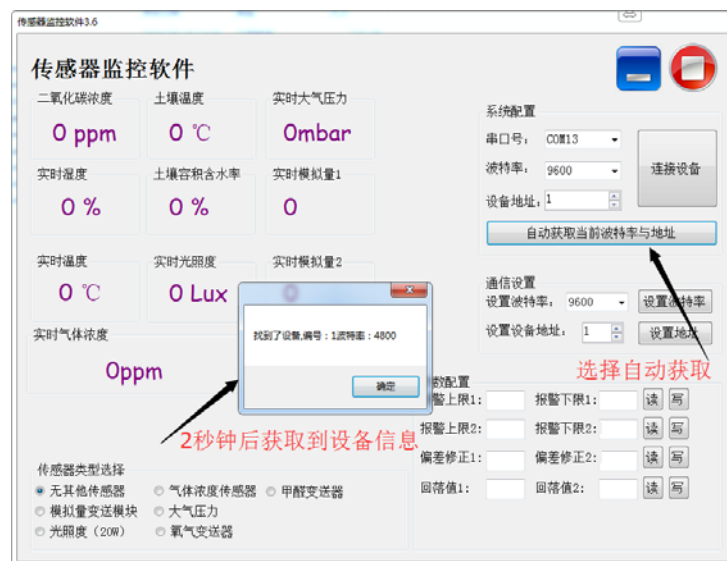 传感器监控软件3.6
传感器监控软件
二氧化碳浓度 土壤温度 实时大气压力
0 ppm 0 ℃ 0mbar
实时湿度 土壤容积含水率 实时模拟量1
0 % 0 % 0
实时温度 实时光照度 实时模拟量2
0 ℃ 0 Lux 0
实时气体浓度
0ppm
系统配置
串口号: COM13
波特率: 9600
设备地址: 1
连接设备
自动获取当前波特率与地址
通信设置
设置波特率: 9600 设置波特率
设置设备地址: 1 设置地址
选择自动获取
找到了设备,编号:1波特率:4800
确定
2秒钟后获取到设备信息
数配置
报警上限1: 报警下限1: 读 写
报警上限2: 报警下限2: 读 写
偏差修正1: 偏差修正2: 读 写
回落值1: 回落值2: 读 写
传感器类型选择
无其他传感器 气体浓度传感器 甲醛变送器
模拟量变送模块 大气压力
光照度(20W) 氧气变送器